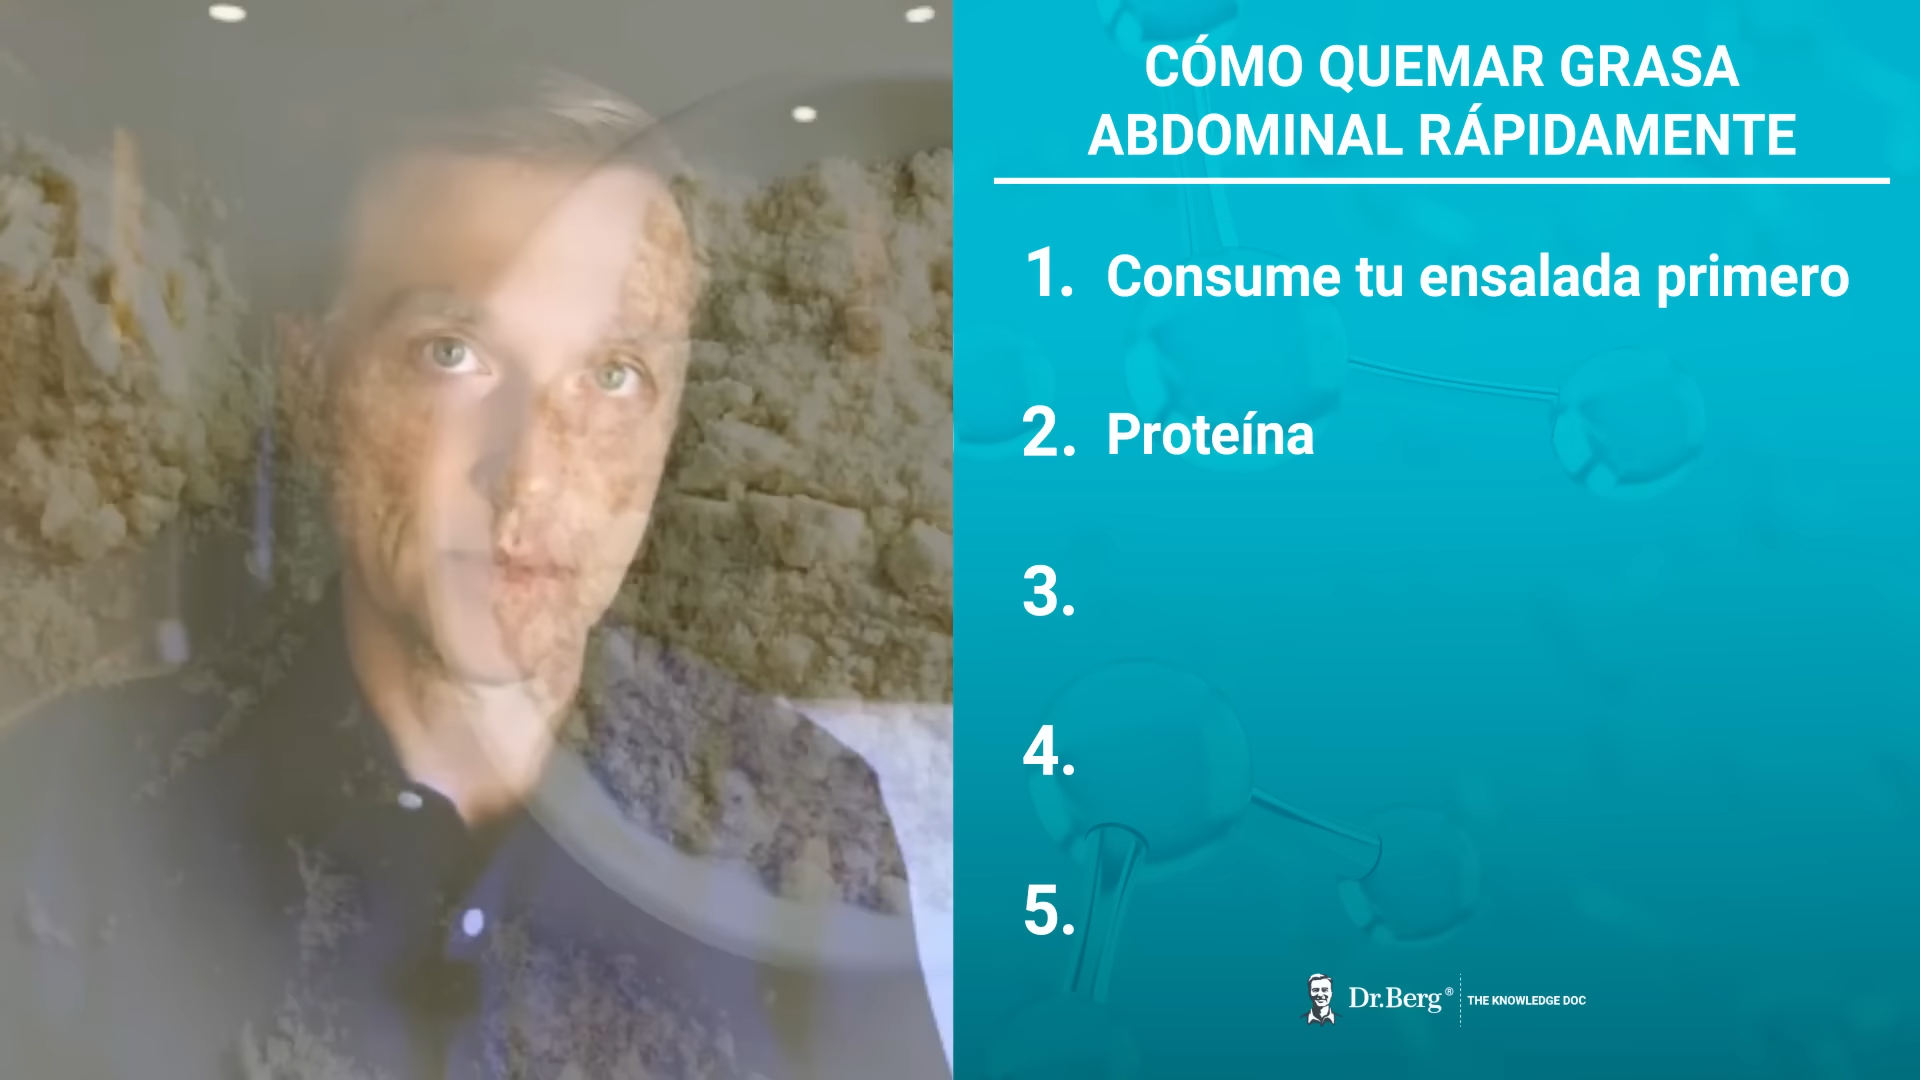 CÓMO QUEMAR GRASA
ABDOMINAL RÁPIDAMENTE
1. Consume tu ensalada primero
2. Proteína
3.
4.
5.
Dr.Berg® THE KNOWLEDGE DOC